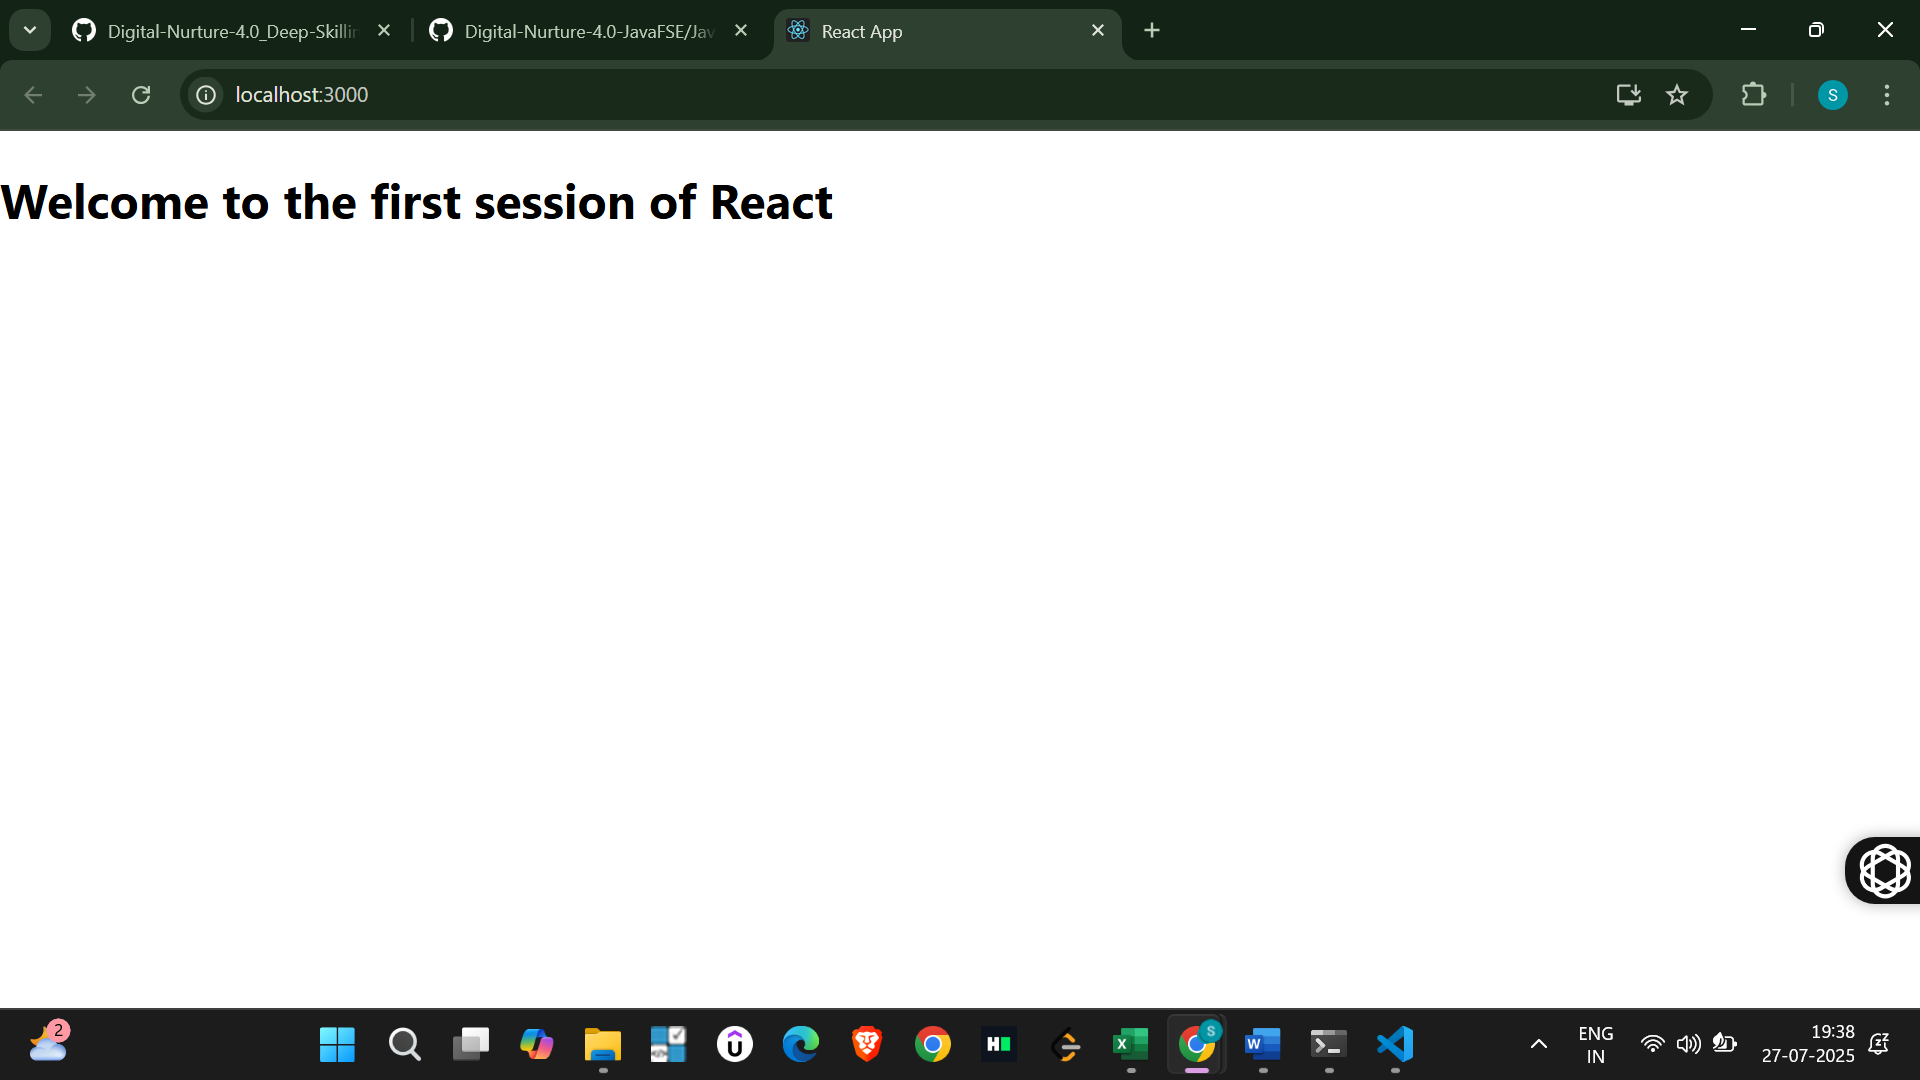 Digital-Nurture-4.0_Deep-Skillin
Digital-Nurture-4.0-JavaFSE/Jav
React App
localhost:3000
S
Welcome to the first session of React
2
S
ENG
IN
19:38
27-07-2025